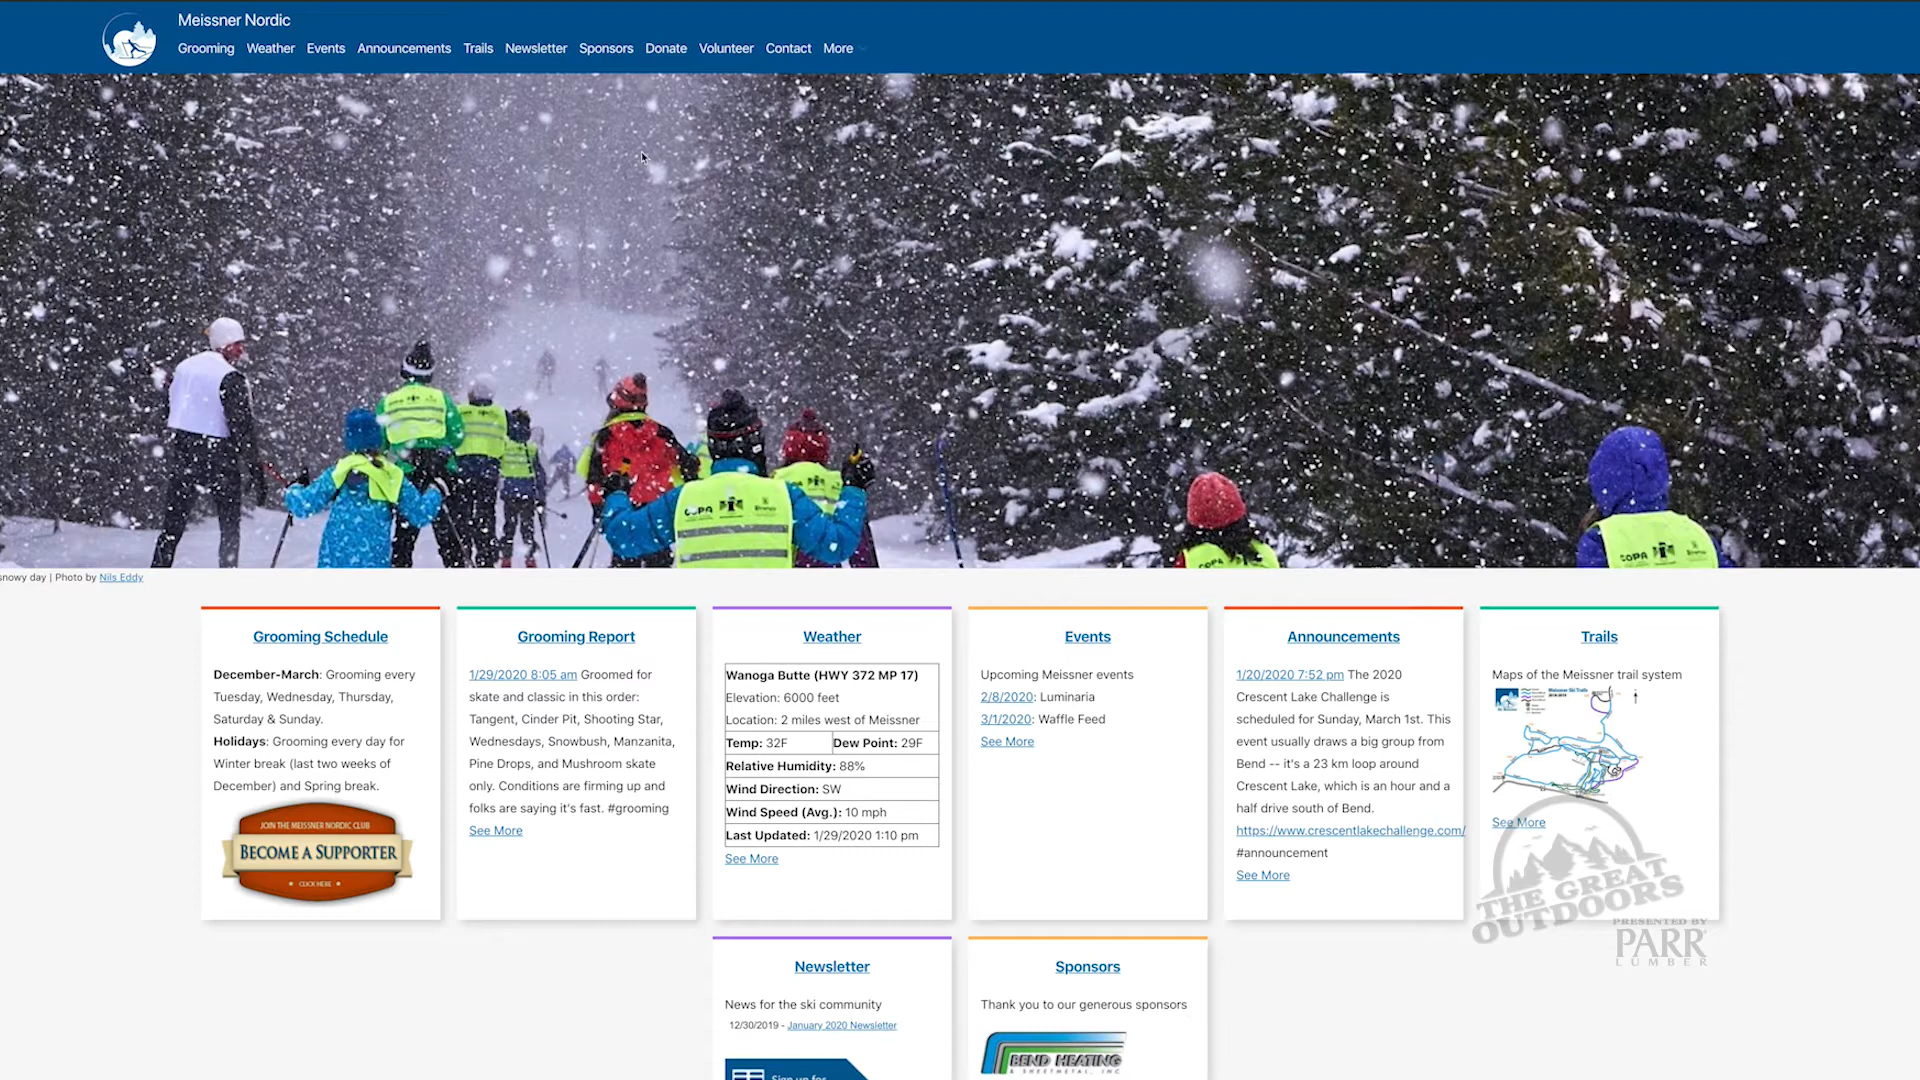 Meissner Nordic
Grooming Weather Events Announcements Trails Newsletter Sponsors Donate Volunteer Contact More
COPA
COPA
COPA
snowy day | Photo by Nils Eddy
Grooming Schedule
December-March: Grooming every
Tuesday, Wednesday, Thursday,
Saturday & Sunday.
Holidays: Grooming every day for
Winter break (last two weeks of
December) and Spring break.
JOIN THE MEISSNER NORDIC CLUB
BECOME A SUPPORTER
CLICK HERE
Grooming Report
1/29/2020 8:05 am Groomed for
skate and classic in this order:
Tangent, Cinder Pit, Shooting Star,
Wednesdays, Snowbush, Manzanita,
Pine Drops, and Mushroom skate
only. Conditions are firming up and
folks are saying it's fast. #grooming
See More
Weather
Wanoga Butte (HWY 372 MP 17)
Elevation: 6000 feet
Location: 2 miles west of Meissner
Temp: 32F Dew Point: 29F
Relative Humidity: 88%
Wind Direction: SW
Wind Speed (Avg.): 10 mph
Last Updated: 1/29/2020 1:10 pm
See More
Events
Upcoming Meissner events
2/8/2020: Luminaria
3/1/2020: Waffle Feed
See More
Announcements
1/20/2020 7:52 pm The 2020
Crescent Lake Challenge is
scheduled for Sunday, March 1st. This
event usually draws a big group from
Bend -- it's a 23 km loop around
Crescent Lake, which is an hour and a
half drive south of Bend.
https://www.crescentlakechallenge.com/
#announcement
See More
Trails
Maps of the Meissner trail system
Meissner Ski Trails
See More
THE GREAT
OUTDOORS
PRESENTED BY
PARR
LUMBER
Newsletter
News for the ski community
12/30/2019 - January 2020 Newsletter
Sign up for
Sponsors
Thank you to our generous sponsors
BEND HEATING
& SHEETMETAL, INC